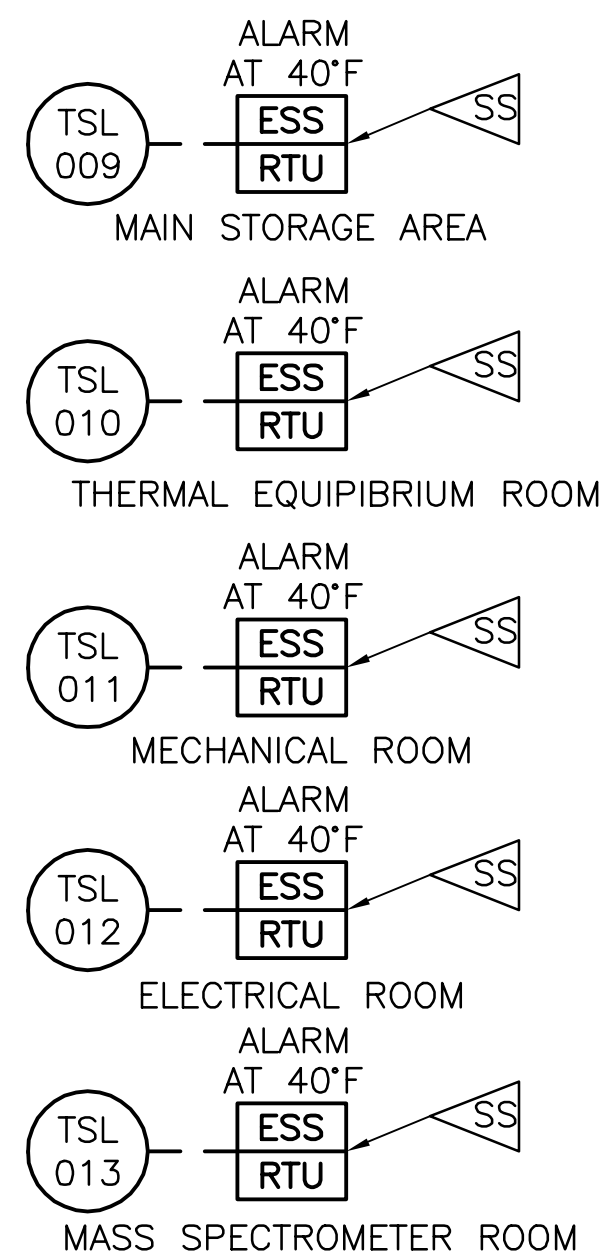 ALARM
AT 40°F
TSL
009
ESS
RTU
SS
MAIN STORAGE AREA
ALARM
AT 40°F
TSL
010
ESS
RTU
SS
THERMAL EQUIPIBRIUM ROOM
ALARM
AT 40°F
TSL
011
ESS
RTU
SS
MECHANICAL ROOM
ALARM
AT 40°F
TSL
012
ESS
RTU
SS
ELECTRICAL ROOM
ALARM
AT 40°F
TSL
013
ESS
RTU
SS
MASS SPECTROMETER ROOM